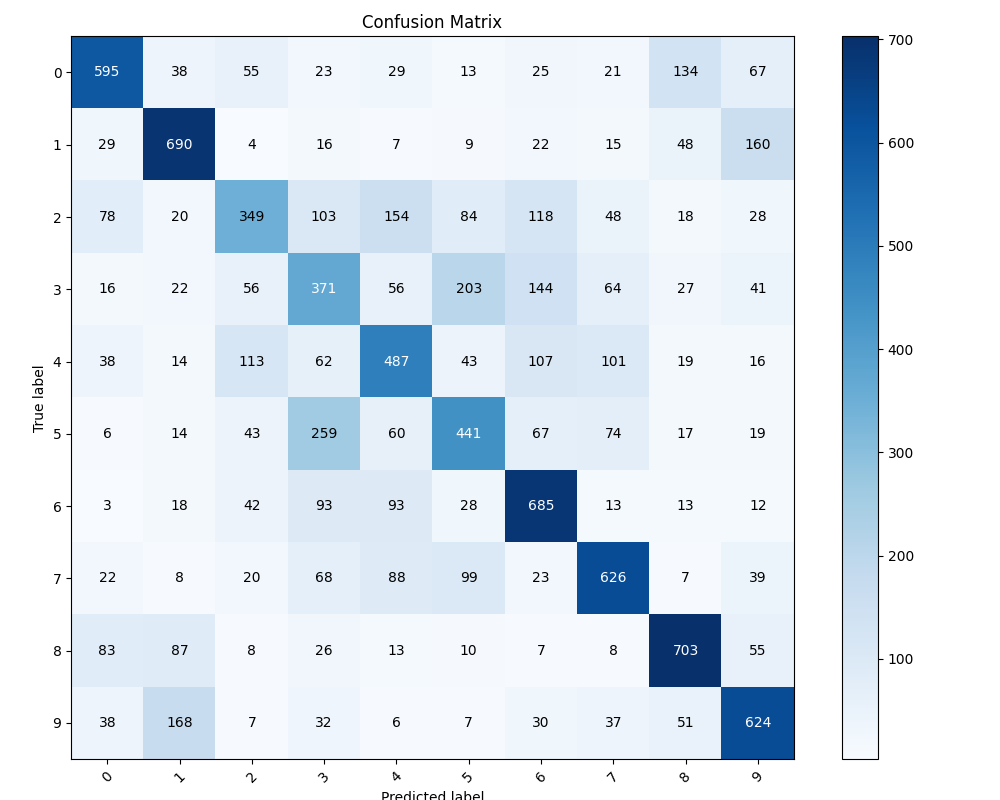 Confusion Matrix
0 595 38 55 23 29 13 25 21 134 67
1 29 690 4 16 7 9 22 15 48 160
2 78 20 349 103 154 84 118 48 18 28
3 16 22 56 371 56 203 144 64 27 41
4 38 14 113 62 487 43 107 101 19 16
5 6 14 43 259 60 441 67 74 17 19
6 3 18 42 93 93 28 685 13 13 12
7 22 8 20 68 88 99 23 626 7 39
8 83 87 8 26 13 10 7 8 703 55
9 38 168 7 32 6 7 30 37 51 624
0 1 2 3 4 5 6 7 8 9
True label
Predicted label
700
600
500
400
300
200
100